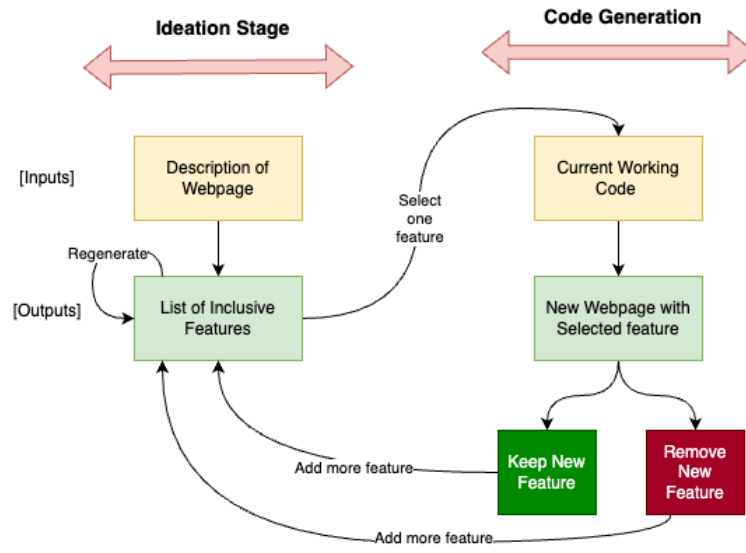 Ideation Stage
Code Generation
[Inputs]
Description of
Webpage
Current Working
Code
Select
one
feature
Regenerate
[Outputs]
List of Inclusive
Features
New Webpage with
Selected feature
Add more feature
Keep New
Feature
Remove
New
Feature
Add more feature